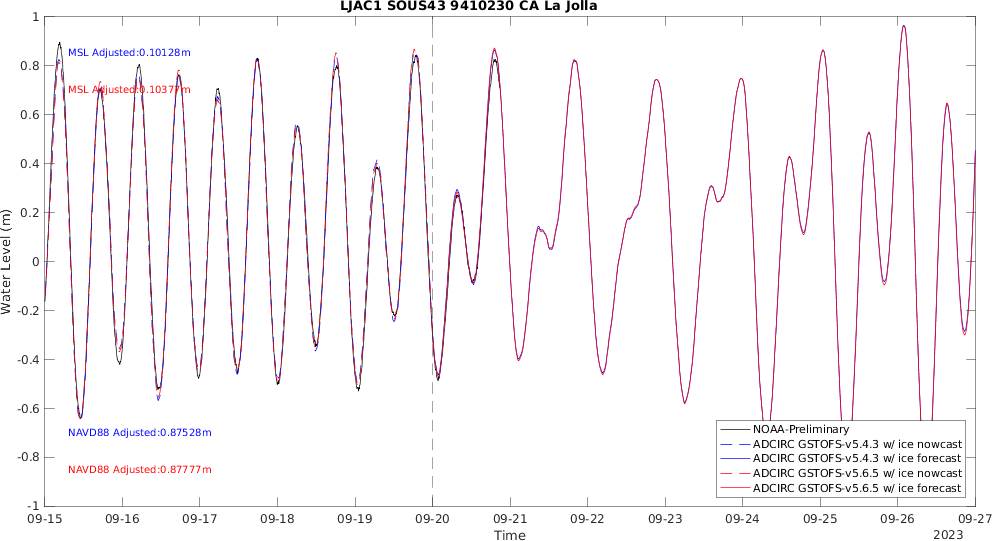 LJAC1 SOUS43 9410230 CA La Jolla
MSL Adjusted:0.10128m
MSL Adjusted:0.10377m
NAVD88 Adjusted:0.87528m
NAVD88 Adjusted:0.87777m
Water Level (m)
1
0.8
0.6
0.4
0.2
0
-0.2
-0.4
-0.6
-0.8
-1
NOAA-Preliminary
ADCIRC GSTOFS-v5.4.3 w/ ice nowcast
ADCIRC GSTOFS-v5.4.3 w/ ice forecast
ADCIRC GSTOFS-v5.6.5 w/ ice nowcast
ADCIRC GSTOFS-v5.6.5 w/ ice forecast
09-15 09-16 09-17 09-18 09-19 09-20 09-21 09-22 09-23 09-24 09-25 09-26 09-27
Time
2023